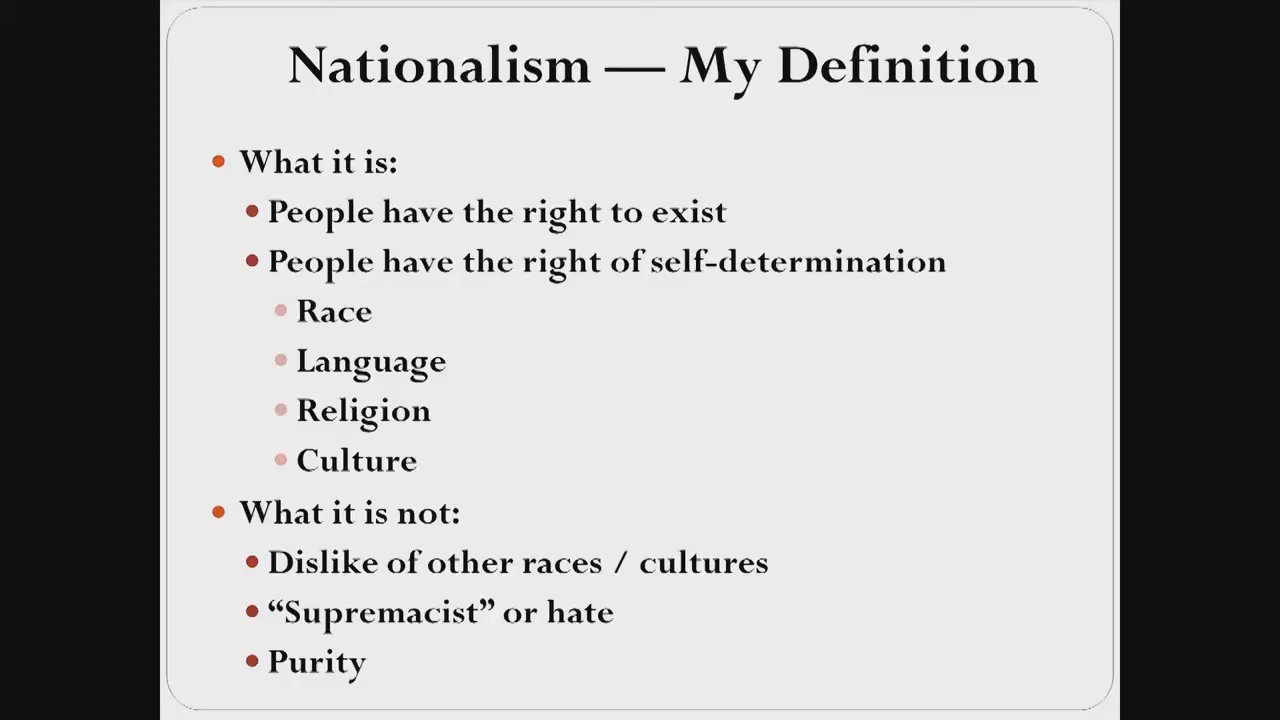 Nationalism — My Definition
What it is:
People have the right to exist
People have the right of self-determination
Race
Language
Religion
Culture
What it is not:
Dislike of other races / cultures
“Supremacist” or hate
Purity